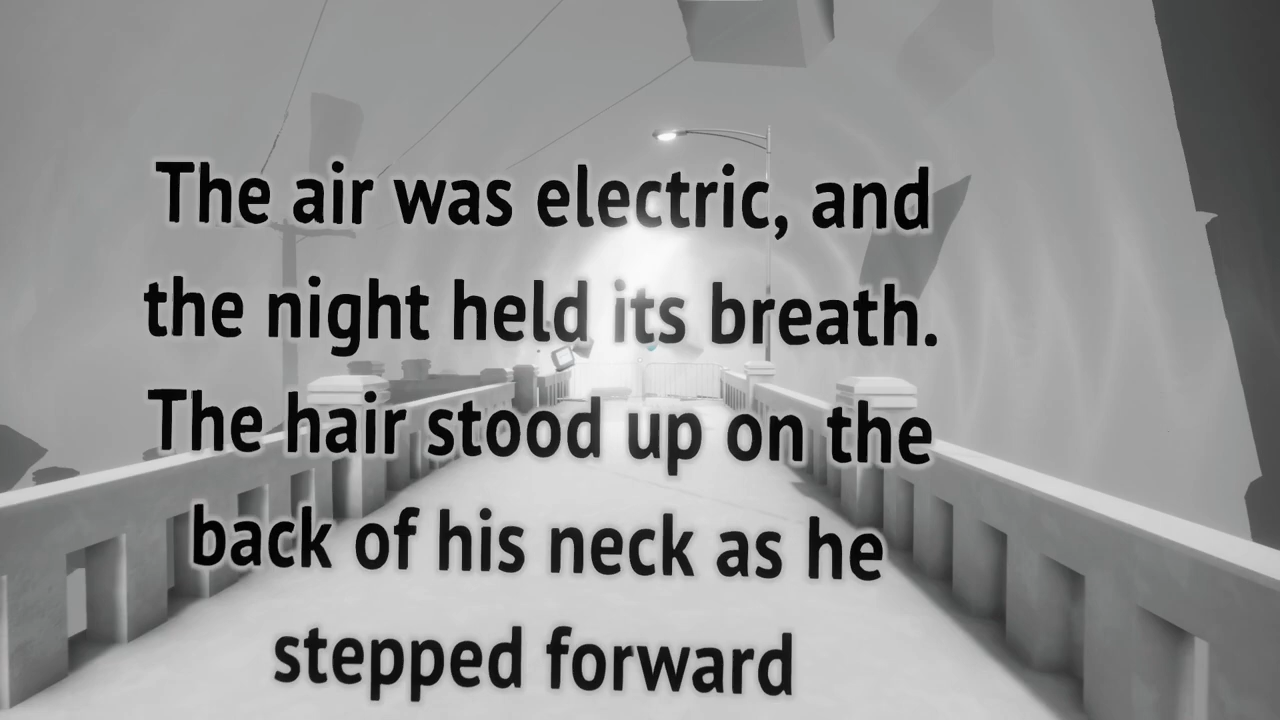 The air was electric, and
the night held its breath.
The hair stood up on the
back of his neck as he
stepped forward